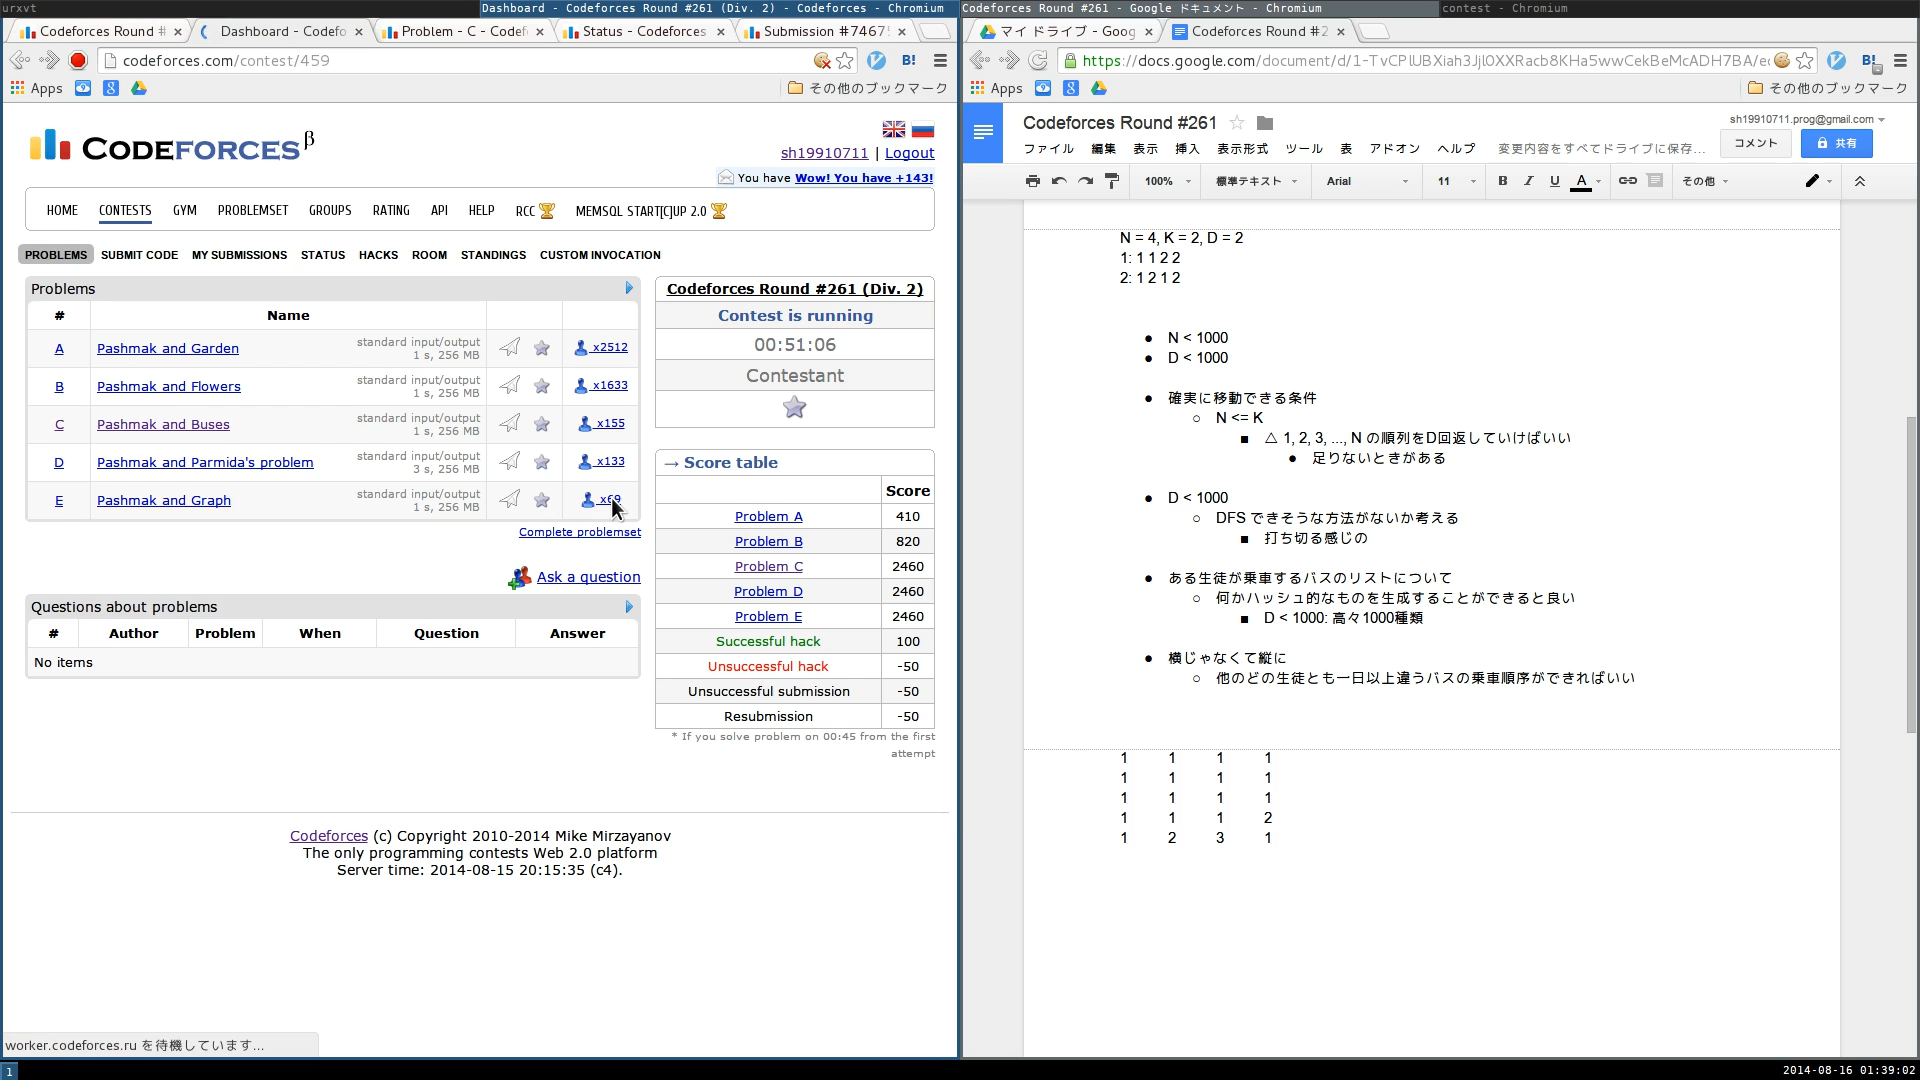 urxvt
Dashboard - Codeforces Round #261 (Div. 2) - Codeforces - Chromium
Codeforces Round #261 - Google ドキュメント - Chromium
contest - Chromium
Codeforces Round #
Dashboard - Codefo
Problem - C - Codef
Status - Codeforces
Submission #7467
codeforces.com/contest/459
B!
Apps
その他のブックマーク
CODEFORCES β
sh19910711 | Logout
You have Wow! You have +143!
HOME CONTESTS GYM PROBLEMSET GROUPS RATING API HELP RCC MEMSQL START[C]UP 2.0
PROBLEMS SUBMIT CODE MY SUBMISSIONS STATUS HACKS ROOM STANDINGS CUSTOM INVOCATION
Problems
# Name
A Pashmak and Garden standard input/output 1 s, 256 MB x2512
B Pashmak and Flowers standard input/output 1 s, 256 MB x1633
C Pashmak and Buses standard input/output 1 s, 256 MB x155
D Pashmak and Parmida's problem standard input/output 3 s, 256 MB x133
E Pashmak and Graph standard input/output 1 s, 256 MB x69
Complete problemset
Ask a question
Questions about problems
# Author Problem When Question Answer
No items
Codeforces Round #261 (Div. 2)
Contest is running
00:51:06
Contestant
→ Score table
Score
Problem A 410
Problem B 820
Problem C 2460
Problem D 2460
Problem E 2460
Successful hack 100
Unsuccessful hack -50
Unsuccessful submission -50
Resubmission -50
* If you solve problem on 00:45 from the first
attempt
Codeforces (c) Copyright 2010-2014 Mike Mirzayanov
The only programming contests Web 2.0 platform
Server time: 2014-08-15 20:15:35 (c4).
worker.codeforces.ru を待機しています...
1
マイ ドライブ - Goog
Codeforces Round #2
B!
Apps
その他のブックマーク
Codeforces Round #261
sh19910711.prog@gmail.com
ファイル 編集 表示 挿入 表示形式 ツール 表 アドオン ヘルプ 変更内容をすべてドライブに保存...
コメント
共有
100% 標準テキスト Arial 11 B I U A その他
N = 4, K = 2, D = 2
1: 1 1 2 2
2: 1 2 1 2
● N < 1000
● D < 1000
● 確実に移動できる条件
○ N <= K
■ △ 1, 2, 3, ..., N の順列をD回返していけばいい
● 足りないときがある
● D < 1000
○ DFS できそうな方法がないか考える
■ 打ち切る感じの
● ある生徒が乗車するバスのリストについて
○ 何かハッシュ的なものを生成することができると良い
■ D < 1000: 高々1000種類
● 横じゃなくて縦に
○ 他のどの生徒とも一日以上違うバスの乗車順序ができればいい
1 1 1 1
1 1 1 1
1 1 1 1
1 1 1 2
1 2 3 1
2014-08-16 01:39:02